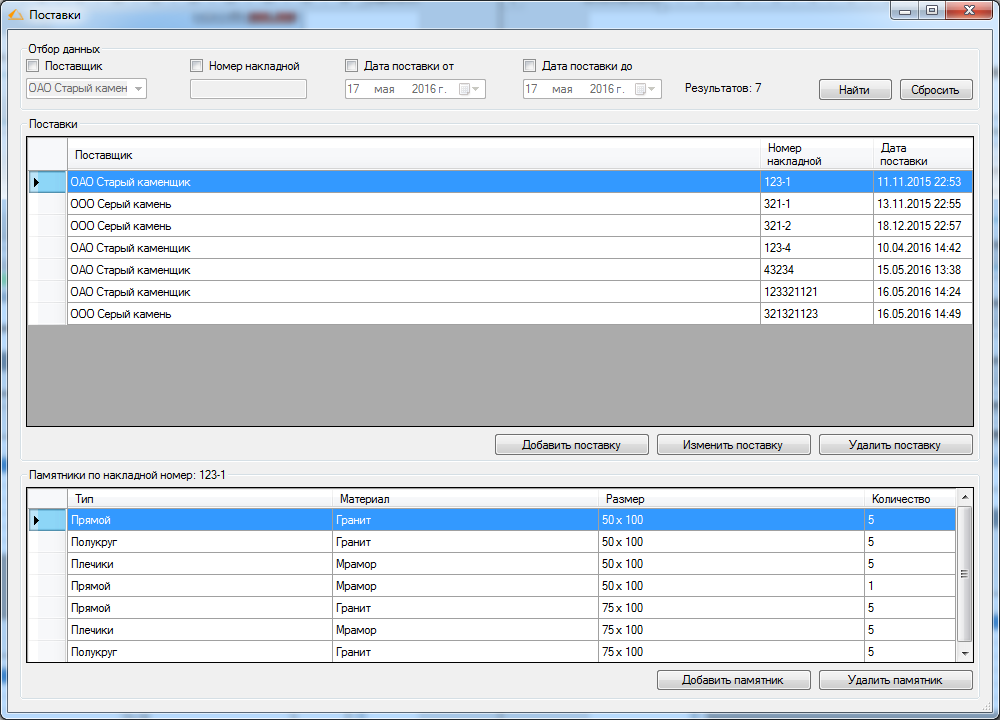 Поставки
Отбор данных
Поставщик Номер накладной Дата поставки от Дата поставки до
ОАО Старый камен 17 мая 2016 г. 17 мая 2016 г. Результатов: 7 Найти Сбросить
Поставки
Поставщик Номер накладной Дата поставки
ОАО Старый каменщик 123-1 11.11.2015 22:53
ООО Серый камень 321-1 13.11.2015 22:55
ООО Серый камень 321-2 18.12.2015 22:57
ОАО Старый каменщик 123-4 10.04.2016 14:42
ОАО Старый каменщик 43234 15.05.2016 13:38
ОАО Старый каменщик 123321121 16.05.2016 14:24
ООО Серый камень 321321123 16.05.2016 14:49
Добавить поставку Изменить поставку Удалить поставку
Памятники по накладной номер: 123-1
Тип Материал Размер Количество
Прямой Гранит 50 x 100 5
Полукруг Гранит 50 x 100 5
Плечики Мрамор 50 x 100 5
Прямой Мрамор 50 x 100 1
Прямой Гранит 75 x 100 5
Плечики Мрамор 75 x 100 5
Полукруг Гранит 75 x 100 5
Добавить памятник Удалить памятник